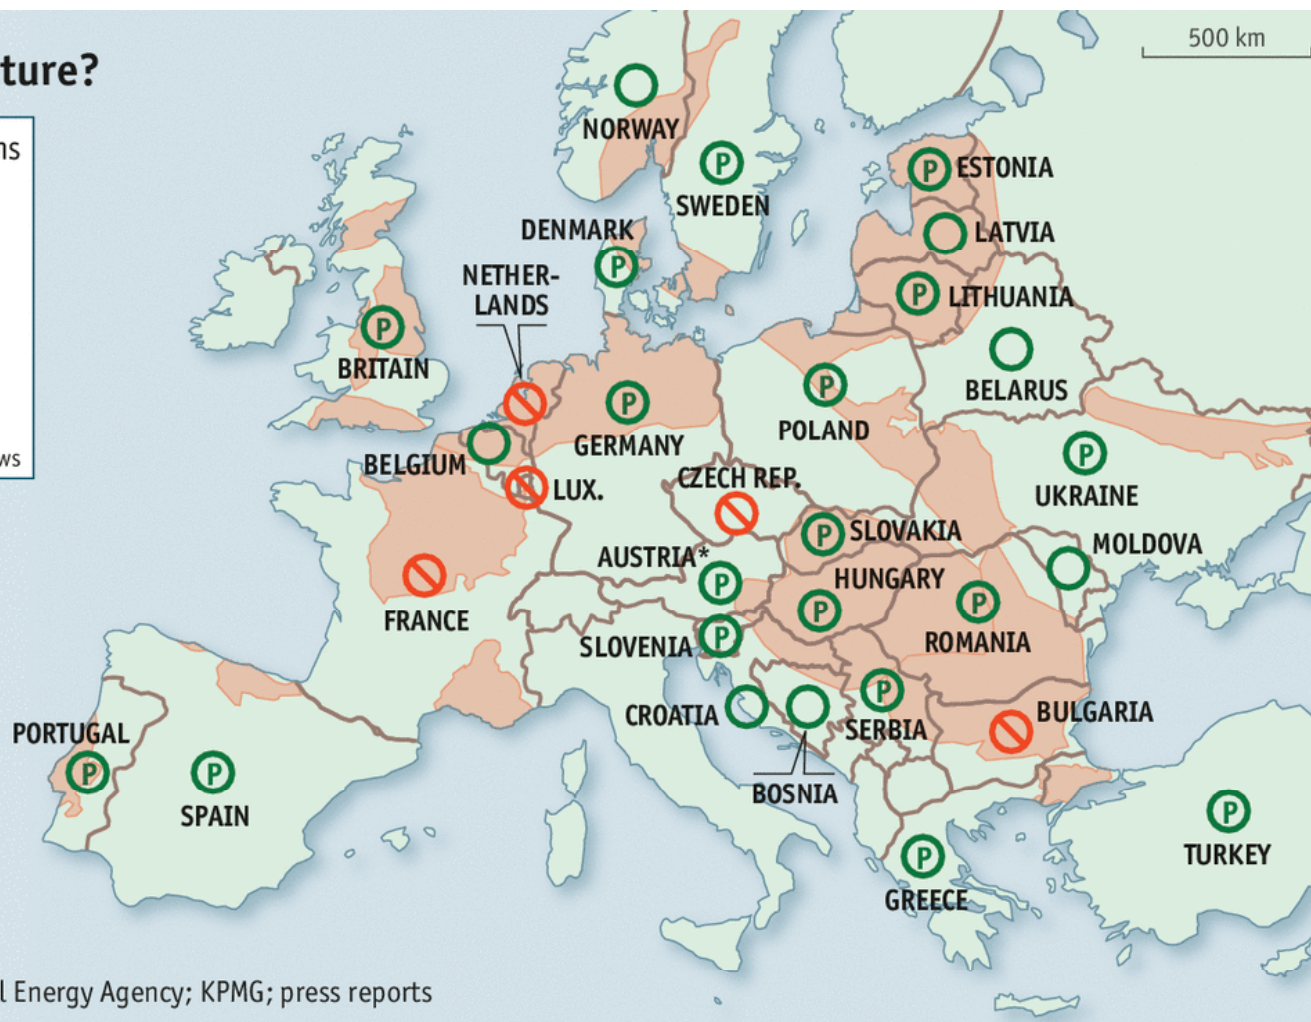 ture?
500 km
ns
ws
NORWAY
SWEDEN
P
ESTONIA
P
LATVIA
DENMARK
P
NETHER-
LANDS
P
LITHUANIA
P
BRITAIN
BELARUS
P
GERMANY
P
POLAND
BELGIUM
LUX.
CZECH REP.
P
UKRAINE
P
SLOVAKIA
MOLDOVA
AUSTRIA*
P
HUNGARY
P
FRANCE
P
ROMANIA
SLOVENIA
P
CROATIA
BOSNIA
P
SERBIA
BULGARIA
PORTUGAL
P
P
SPAIN
P
GREECE
P
TURKEY
l Energy Agency; KPMG; press reports